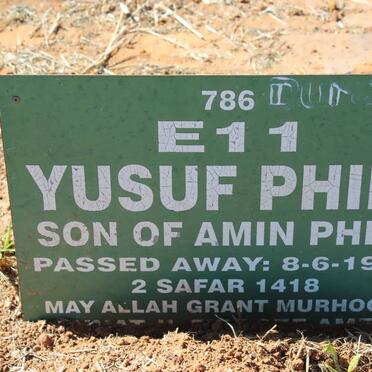 786
E11
YUSUF PHI
SON OF AMIN PH
PASSED AWAY: 8-6-19
2 SAFAR 1418
MAY ALLAH GRANT MURHOO